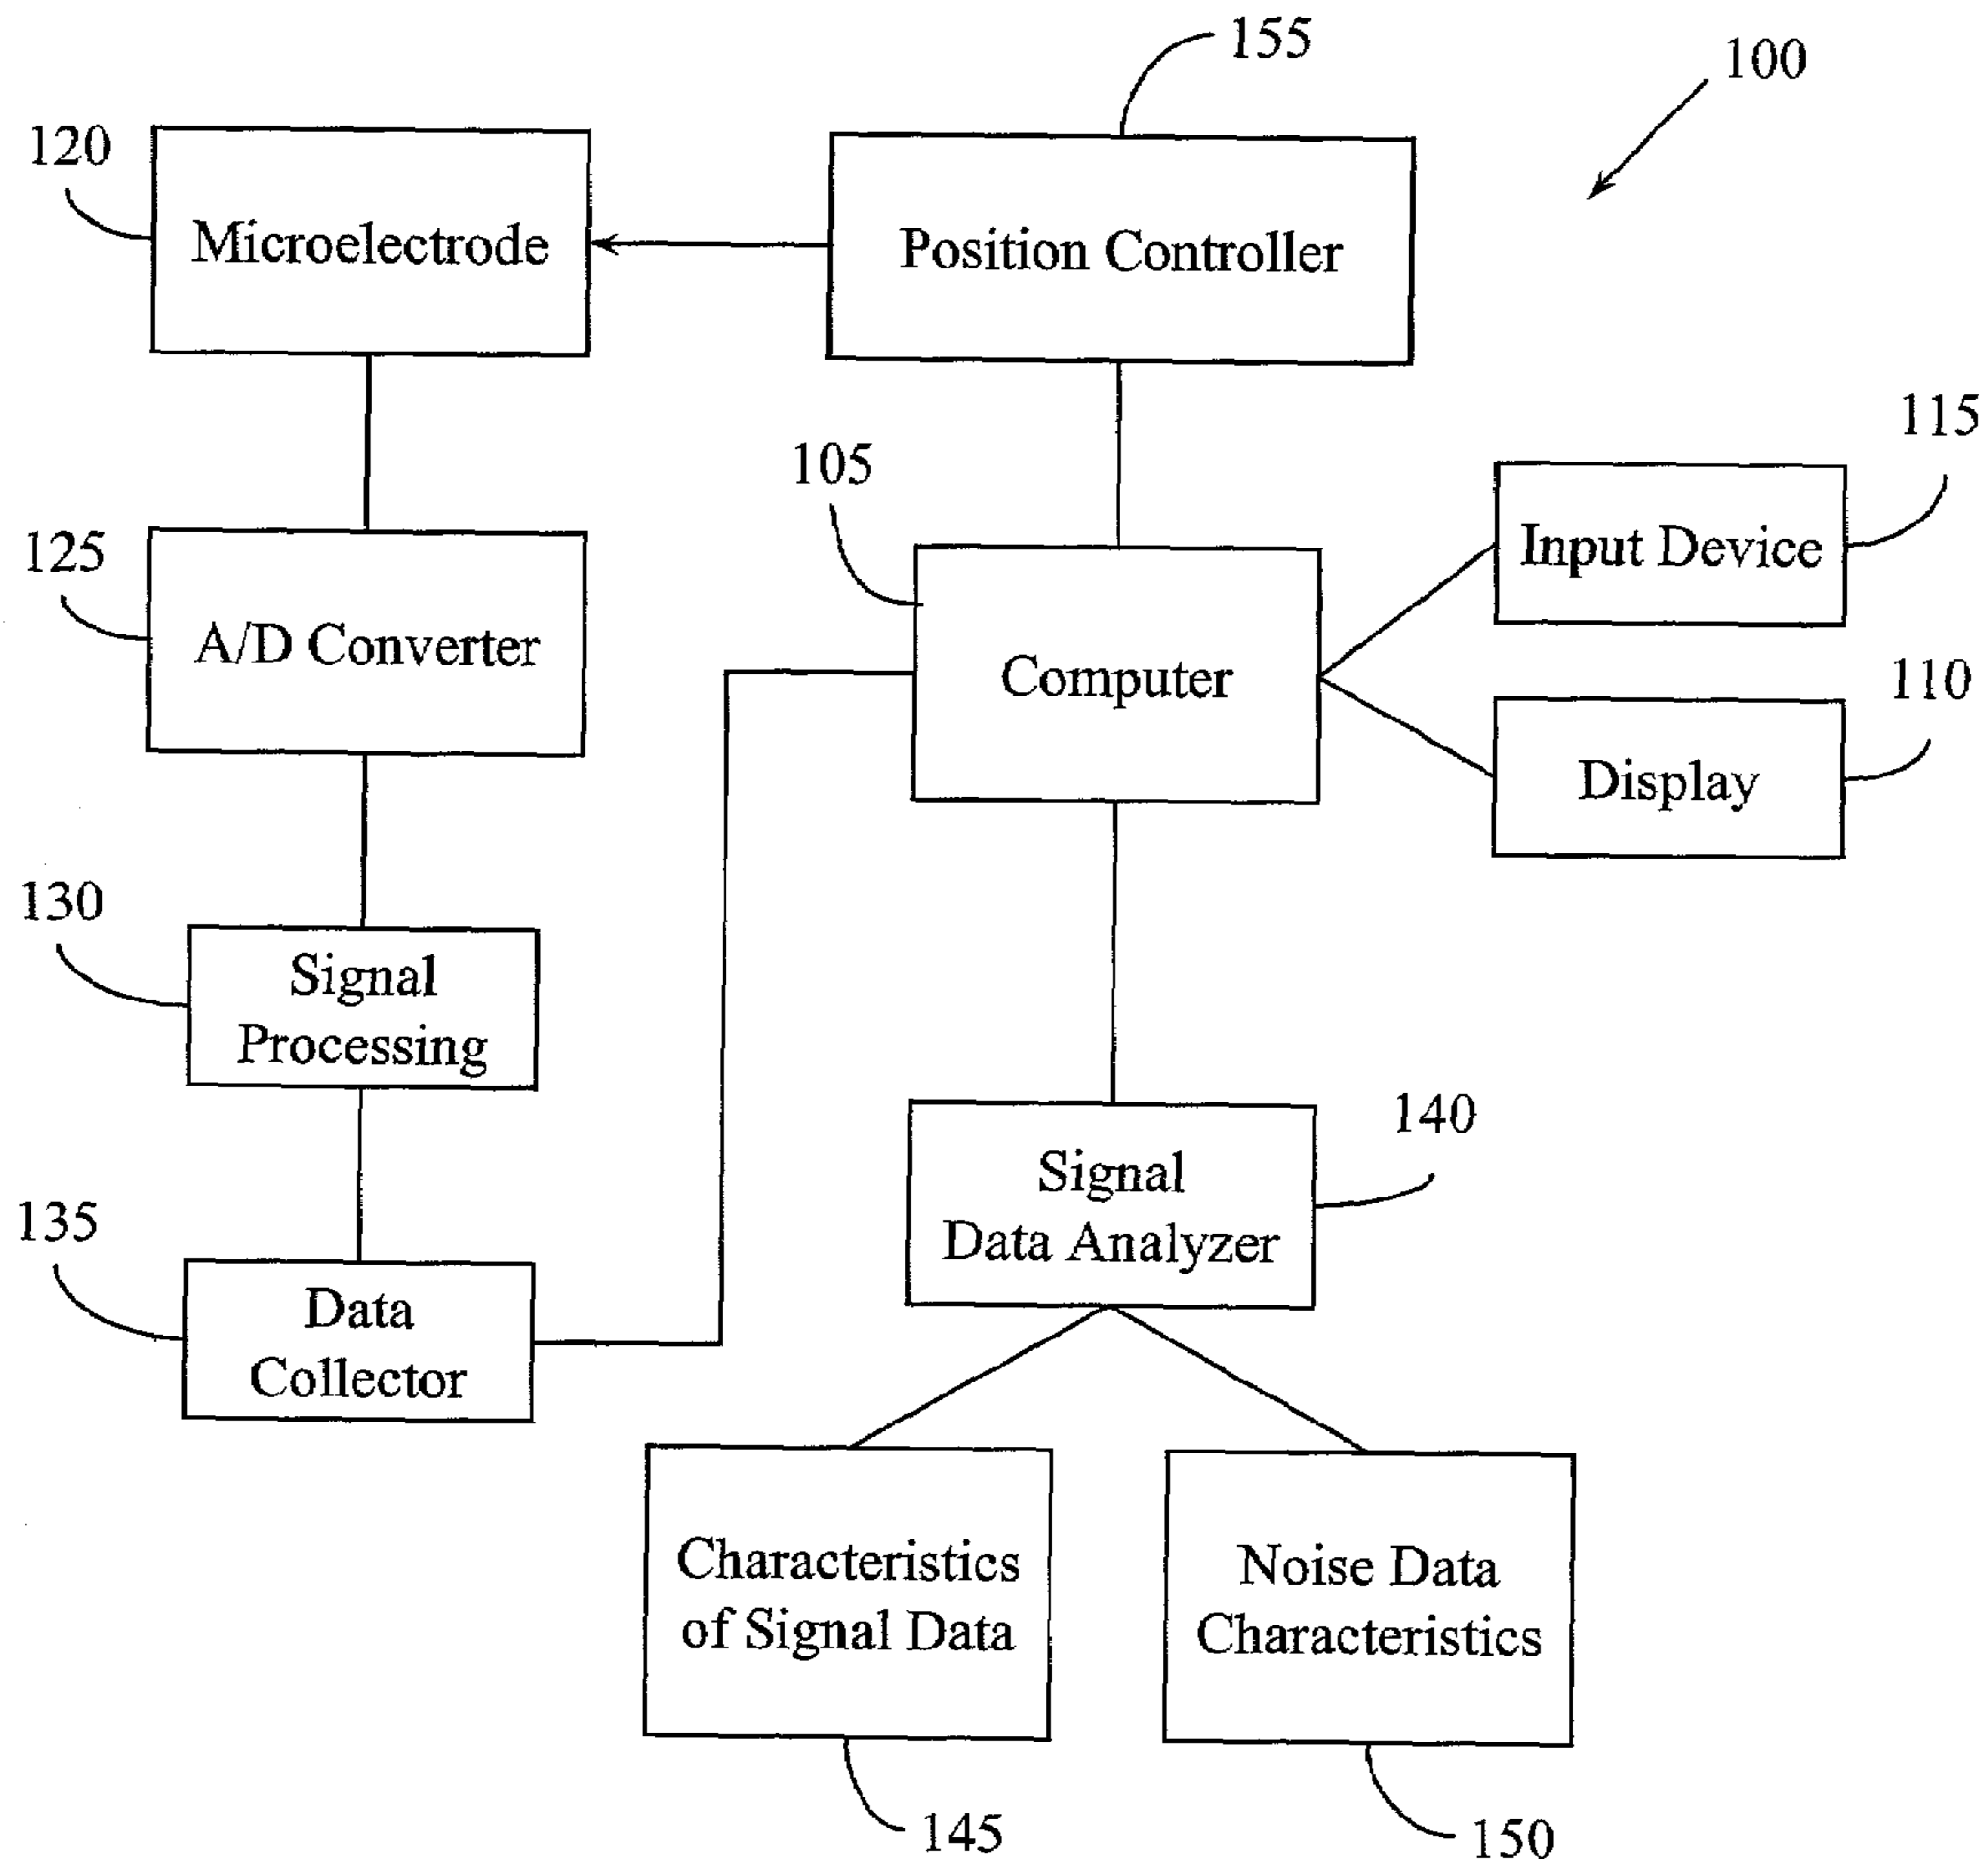 155
100
120
Microelectrode
Position Controller
115
105
Input Device
125
A/D Converter
Computer
110
Display
130
Signal
Processing
140
Signal
Data Analyzer
135
Data
Collector
Characteristics
of Signal Data
Noise Data
Characteristics
145
150